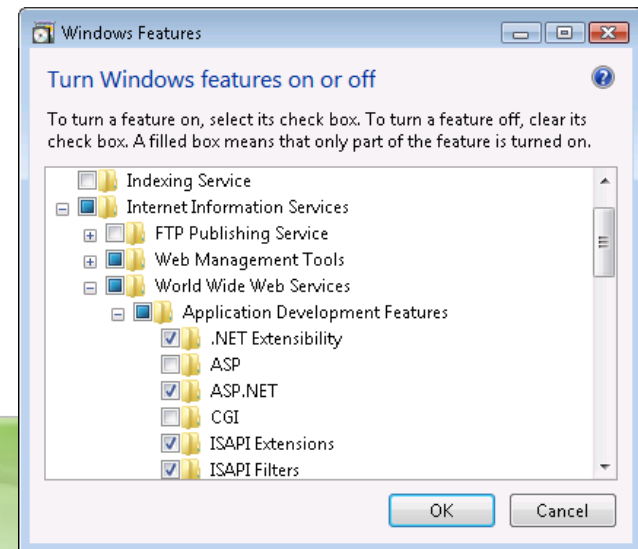 Windows Features
Turn Windows features on or off
To turn a feature on, select its check box. To turn a feature off, clear its
check box. A filled box means that only part of the feature is turned on.
Indexing Service
Internet Information Services
FTP Publishing Service
Web Management Tools
World Wide Web Services
Application Development Features
.NET Extensibility
ASP
ASP.NET
CGI
ISAPI Extensions
ISAPI Filters
OK Cancel